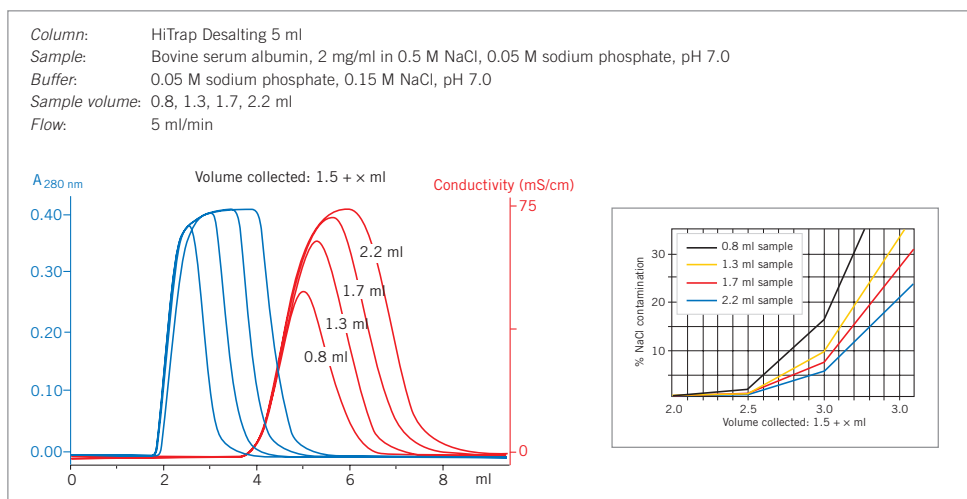 Column: HiTrap Desalting 5 ml
Sample: Bovine serum albumin, 2 mg/ml in 0.5 M NaCl, 0.05 M sodium phosphate, pH 7.0
Buffer: 0.05 M sodium phosphate, 0.15 M NaCl, pH 7.0
Sample volume: 0.8, 1.3, 1.7, 2.2 ml
Flow: 5 ml/min
A280 nm
Volume collected: 1.5 + × ml
Conductivity (mS/cm)
0.40
0.30
0.20
0.10
0.00
75
0
2.2 ml
1.7 ml
1.3 ml
0.8 ml
0 2 4 6 8 ml
% NaCl contamination
30
20
10
0.8 ml sample
1.3 ml sample
1.7 ml sample
2.2 ml sample
2.0 2.5 3.0 3.0
Volume collected: 1.5 + × ml